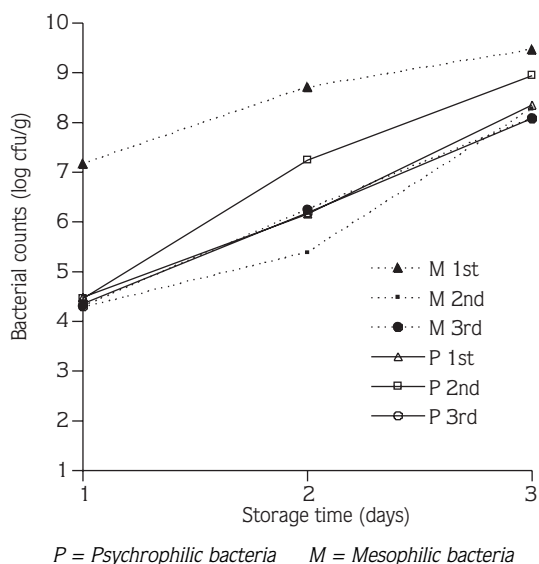 10
9
8
7
6
5
4
3
2
1
Bacterial counts (log cfu/g)
M 1st
M 2nd
M 3rd
P 1st
P 2nd
P 3rd
1 2 3
Storage time (days)
P = Psychrophilic bacteria M = Mesophilic bacteria